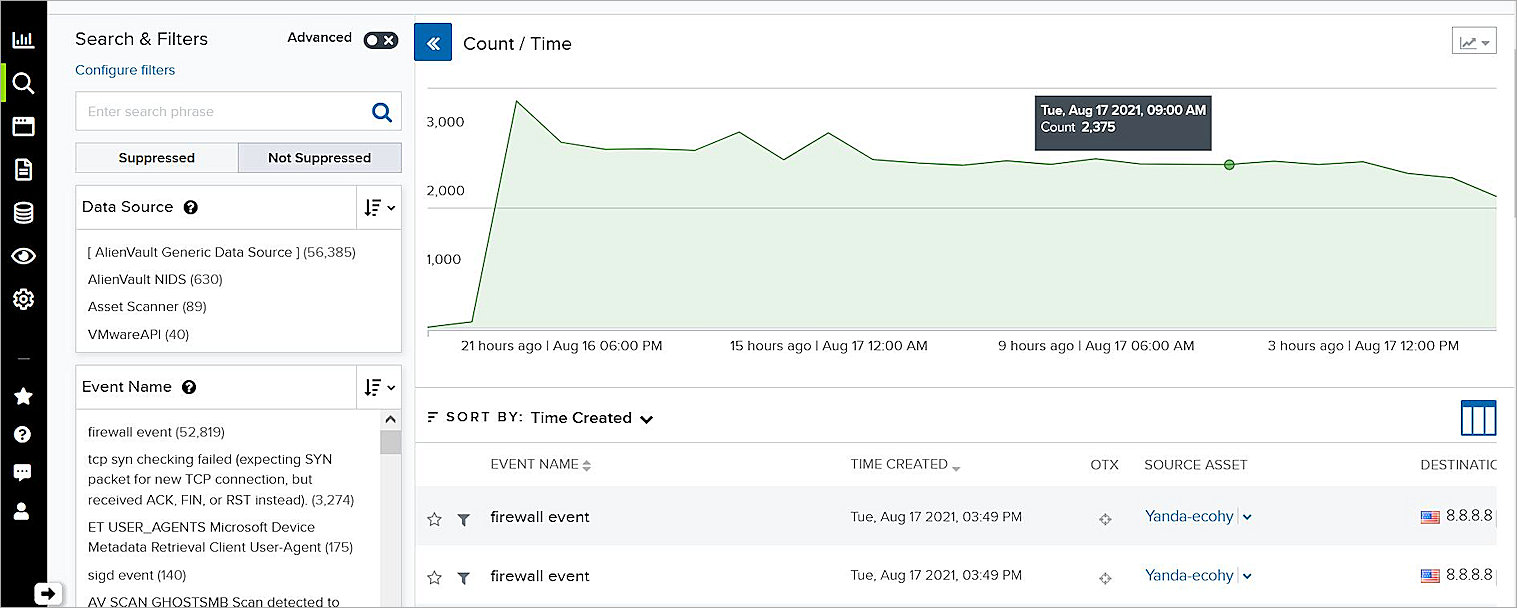 Search & Filters
Advanced
Configure filters
Enter search phrase
Suppressed
Not Suppressed
Data Source
[ AlienVault Generic Data Source ] (56,385)
AlienVault NIDS (630)
Asset Scanner (89)
VMwareAPI (40)
Event Name
firewall event (52,819)
tcp syn checking failed (expecting SYN
packet for new TCP connection, but
received ACK, FIN, or RST instead). (3,274)
ET USER_AGENTS Microsoft Device
Metadata Retrieval Client User-Agent (175)
sigd event (140)
AV SCAN GHOSTSMB Scan detected to
Count / Time
3,000
2,000
1,000
Tue, Aug 17 2021, 09:00 AM
Count 2,375
21 hours ago | Aug 16 06:00 PM
15 hours ago | Aug 17 12:00 AM
9 hours ago | Aug 17 06:00 AM
3 hours ago | Aug 17 12:00 PM
SORT BY: Time Created
EVENT NAME TIME CREATED OTX SOURCE ASSET DESTINATIC
firewall event Tue, Aug 17 2021, 03:49 PM Yanda-ecohy 8.8.8.8
firewall event Tue, Aug 17 2021, 03:49 PM Yanda-ecohy 8.8.8.8